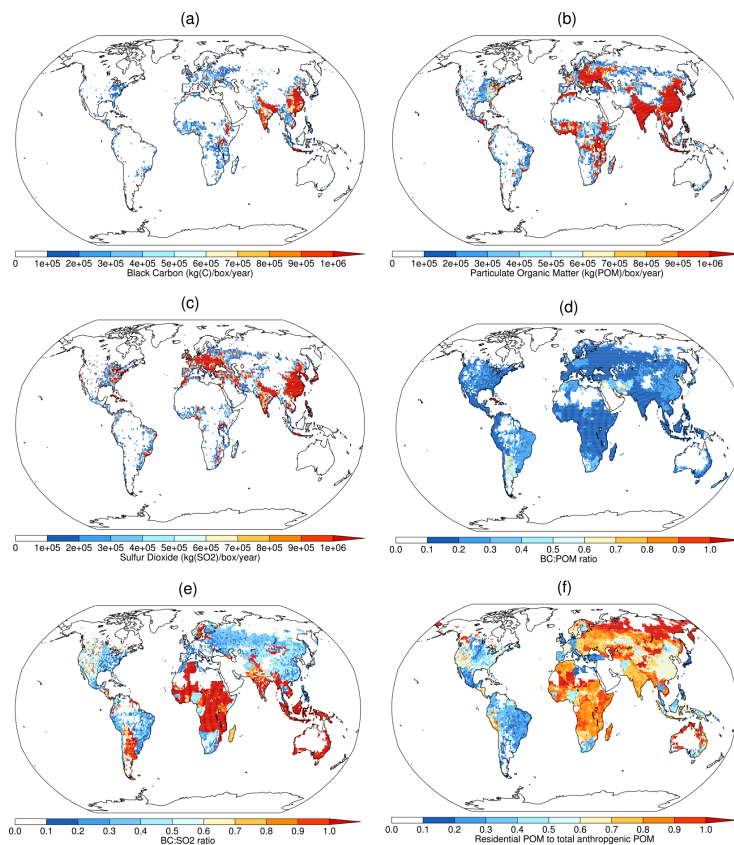 (a) (b)
0 1e+05 2e+05 3e+05 4e+05 5e+05 6e+05 7e+05 8e+05 9e+05 1e+06
Black Carbon (kg(C)/box/year)
0 1e+05 2e+05 3e+05 4e+05 5e+05 6e+05 7e+05 8e+05 9e+05 1e+06
Particulate Organic Matter (kg(POM)/box/year)
(c) (d)
0 1e+05 2e+05 3e+05 4e+05 5e+05 6e+05 7e+05 8e+05 9e+05 1e+06
Sulfur Dioxide (kg(SO2)/box/year)
0.0 0.1 0.2 0.3 0.4 0.5 0.6 0.7 0.8 0.9 1.0
BC:POM ratio
(e) (f)
0.0 0.1 0.2 0.3 0.4 0.5 0.6 0.7 0.8 0.9 1.0
BC:SO2 ratio
0.0 0.1 0.2 0.3 0.4 0.5 0.6 0.7 0.8 0.9 1.0
Residential POM to total anthropgenic POM